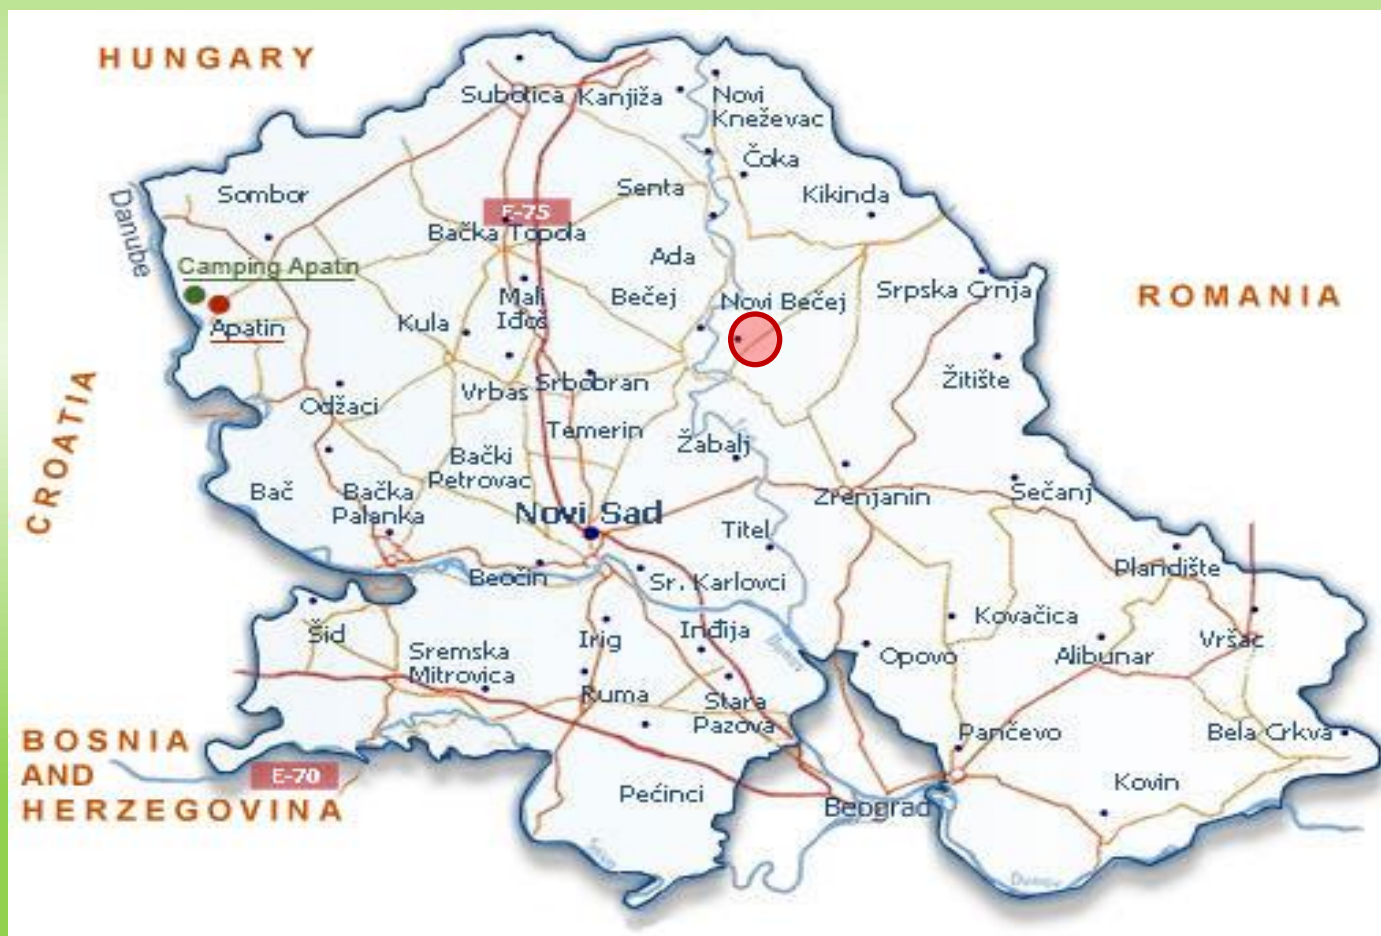 HUNGARY
Subotica
Kanjiža
Novi
Kneževac
Čoka
Senta
Kikinda
Sombor
Danube
E-75
Bačka Topola
Ada
Camping Apatin
Apatin
Mali
Iđoš
Bečej
Novi Bečej
Srpska Crnja
ROMANIA
Kula
Vrbas
Srbobran
Žitište
CROATIA
Odžaci
Temerin
Žabalj
Bački
Petrovac
Bač
Bačka
Palanka
Novi Sad
Zrenjanin
Sečanj
Titel
Beočin
Sr. Karlovci
Plandište
Šid
Sremska
Mitrovica
Irig
Inđija
Kovačica
Opovo
Alibunar
Vršac
Ruma
Stara
Pazova
BOSNIA
AND
HERZEGOVINA
E-70
Pećinci
Beograd
Pančevo
Bela Crkva
Kovin